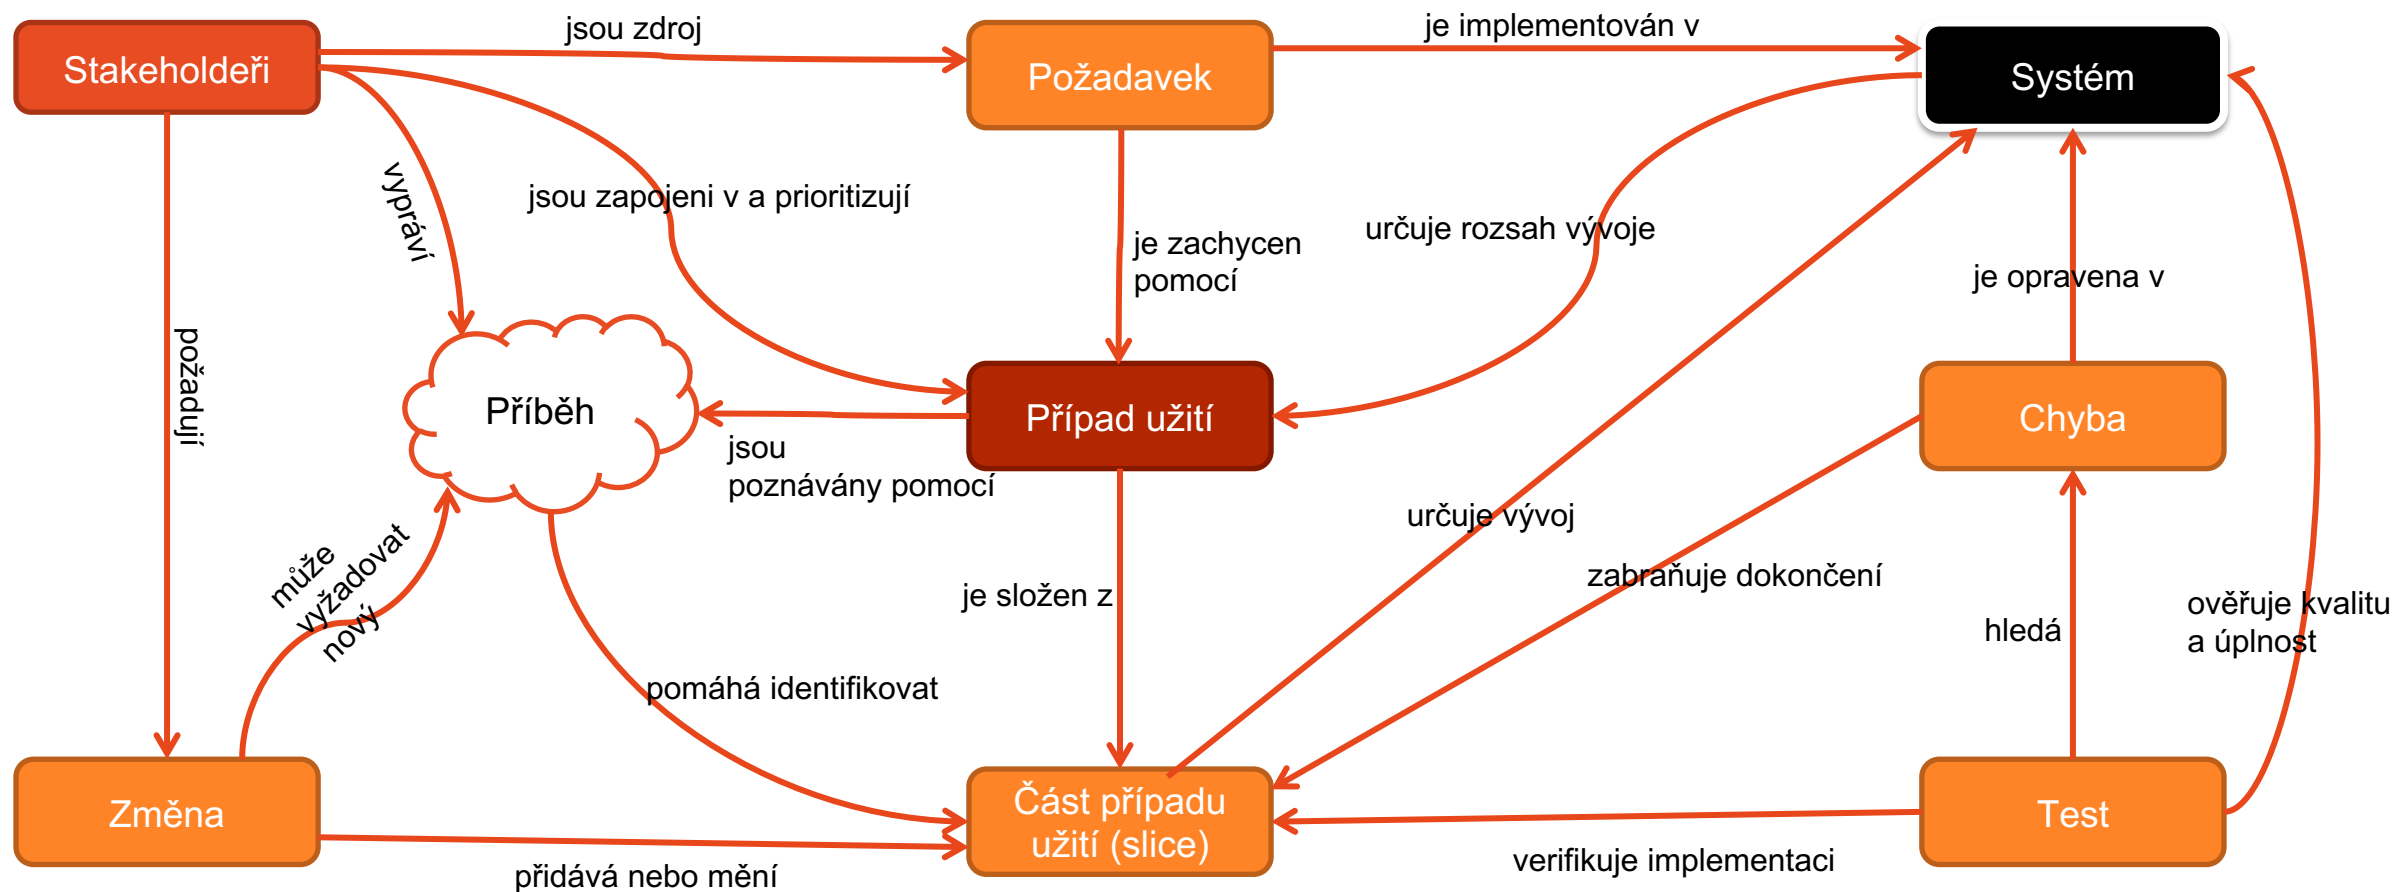 jsou zdroj
je implementován v
Stakeholdeři
Požadavek
Systém
vypráví
jsou zapojeni v a prioritizují
je zachycen
pomocí
určuje rozsah vývoje
je opravena v
požadují
Příběh
Případ užití
Chyba
jsou
poznávány pomocí
může
vyžadovat
nový
určuje vývoj
zabraňuje dokončení
je složen z
hledá
ověřuje kvalitu
a úplnost
pomáhá identifikovat
Změna
Část případu
užití (slice)
Test
přidává nebo mění
verifikuje implementaci